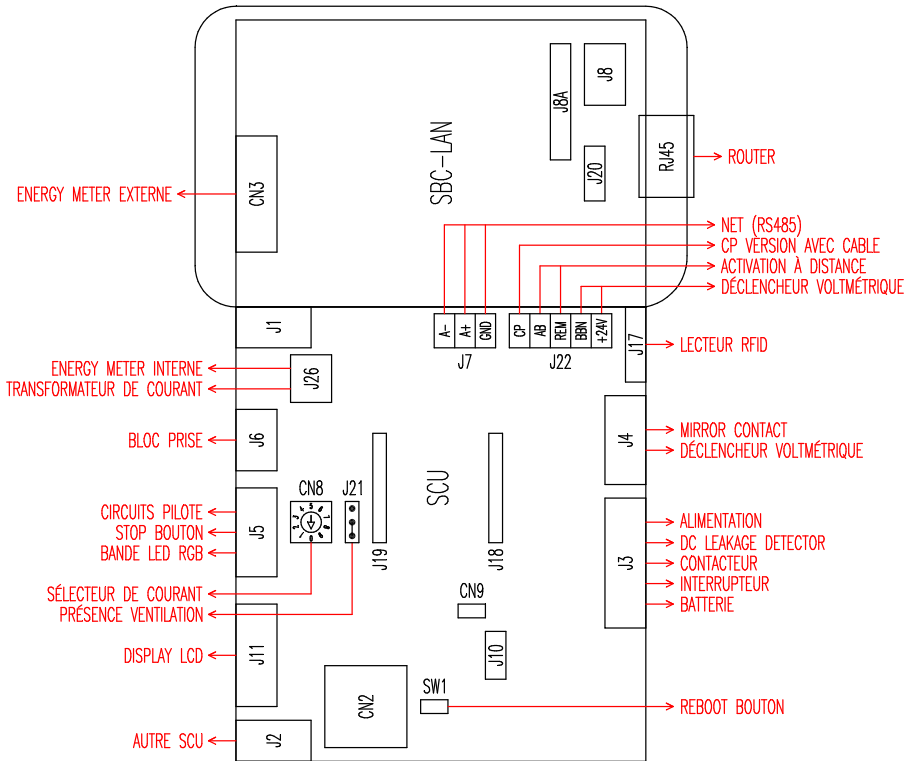 J8
J8A
SBC-LAN
RJ45
ROUTER
J20
CN3
ENERGY METER EXTERNE
NET (RS485)
CP VERSION AVEC CABLE
ACTIVATION À DISTANCE
DÉCLENCHEUR VOLTMÉTRIQUE
J1
A-
A+
GND
CP
AB
REM
BBN
+24V
J17
LECTEUR RFID
J7
J22
ENERGY METER INTERNE
TRANSFORMATEUR DE COURANT
J26
BLOC PRISE
J6
J4
MIRROR CONTACT
DÉCLENCHEUR VOLTMÉTRIQUE
SCU
CN8
J21
CIRCUITS PILOTE
STOP BOUTON
BANDE LED RGB
J5
J19
J18
J3
ALIMENTATION
DC LEAKAGE DETECTOR
CONTACTEUR
INTERRUPTEUR
BATTERIE
SÉLECTEUR DE COURANT
PRÉSENCE VENTILATION
CN9
DISPLAY LCD
J11
J10
CN2
SW1
REBOOT BOUTON
AUTRE SCU
J2